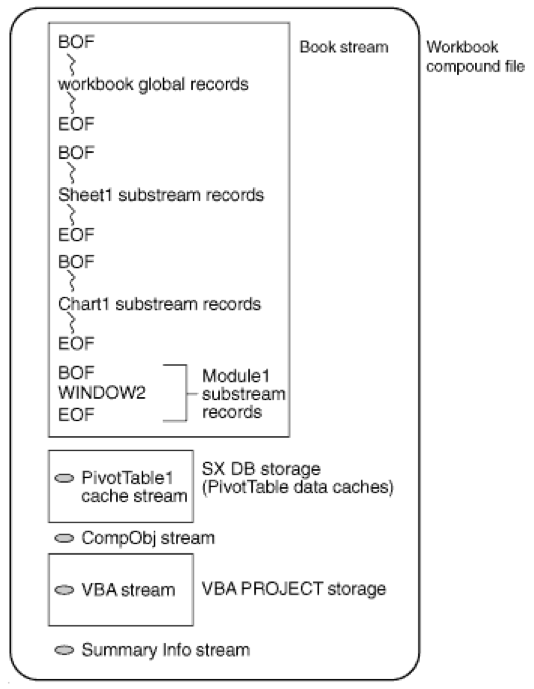 BOF
workbook global records
EOF
BOF
Sheet1 substream records
EOF
BOF
Chart1 substream records
EOF
BOF
WINDOW2
EOF
Module1
substream
records
Book stream
Workbook
compound file
PivotTable1
cache stream
SX DB storage
(PivotTable data caches)
CompObj stream
VBA stream
VBA PROJECT storage
Summary Info stream